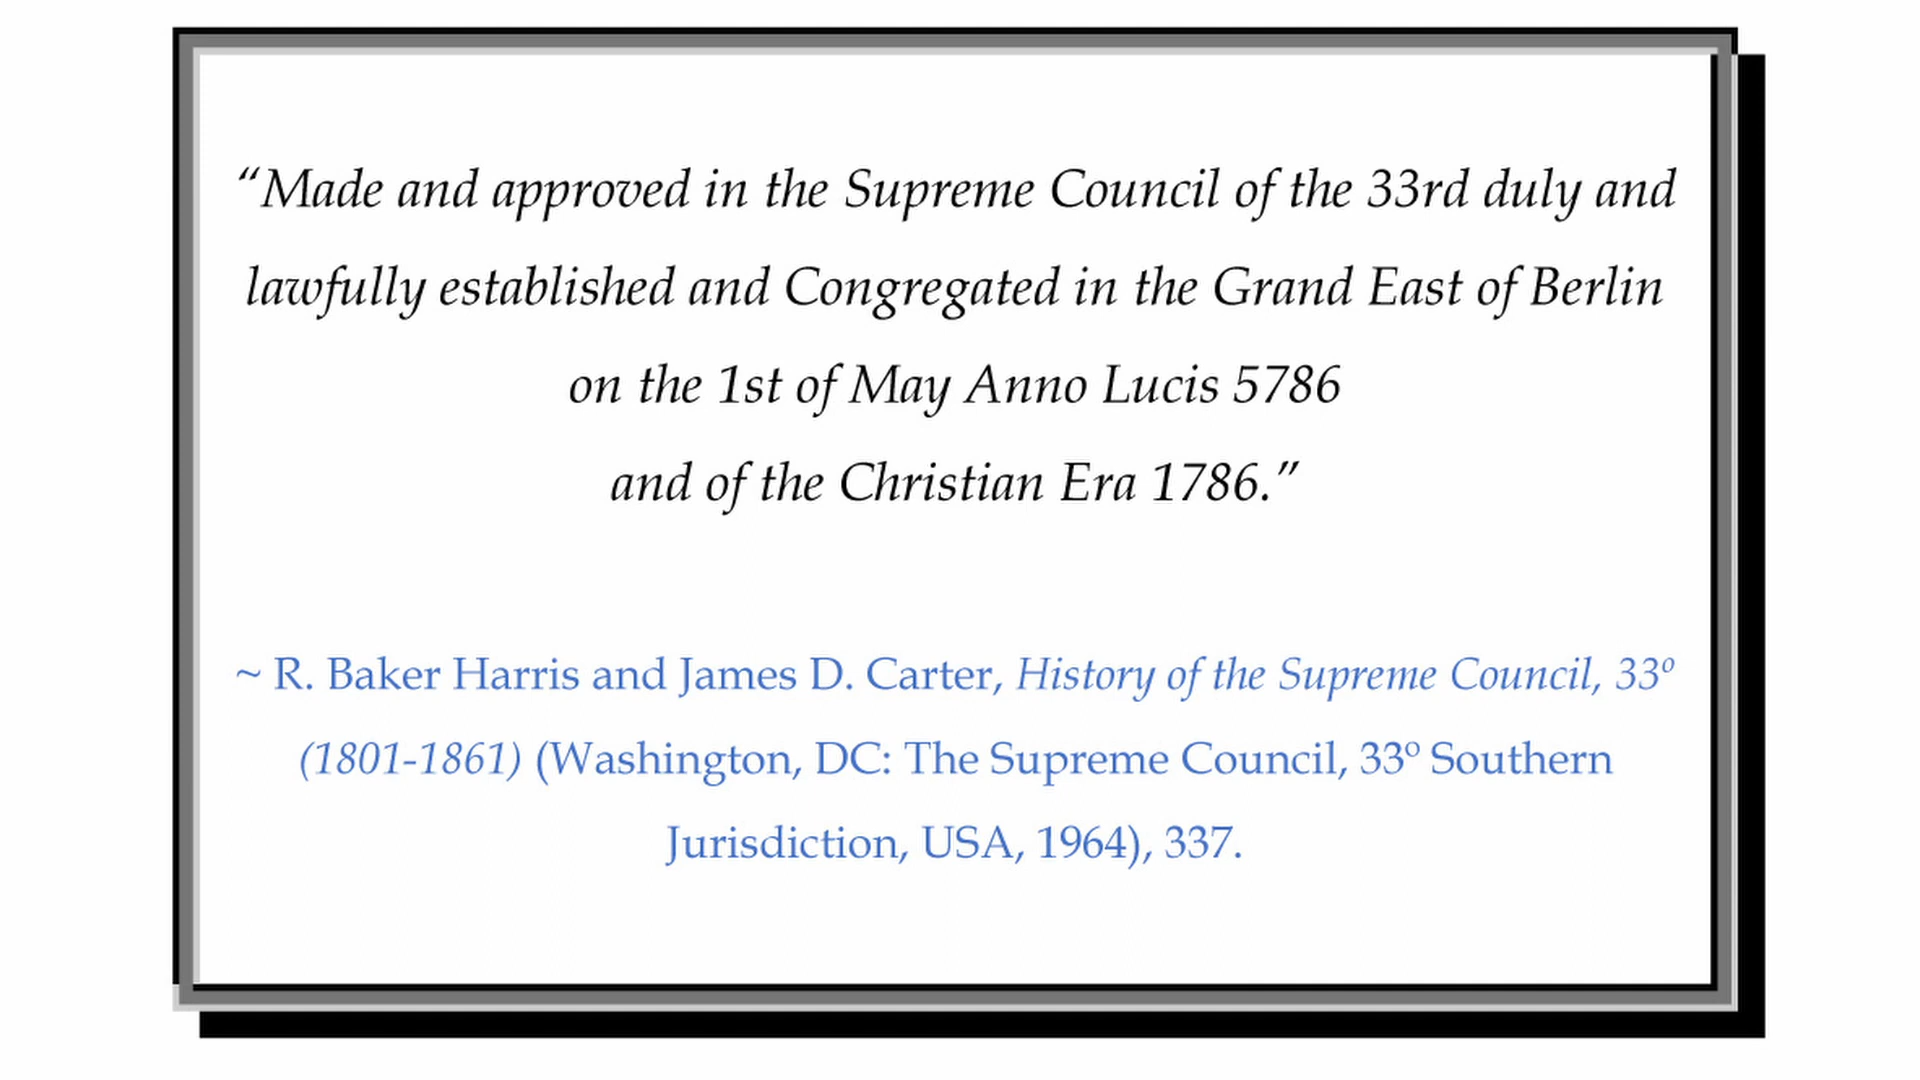 “Made and approved in the Supreme Council of the 33rd duly and
lawfully established and Congregated in the Grand East of Berlin
on the 1st of May Anno Lucis 5786
and of the Christian Era 1786.”
~ R. Baker Harris and James D. Carter, History of the Supreme Council, 33º
(1801-1861) (Washington, DC: The Supreme Council, 33º Southern
Jurisdiction, USA, 1964), 337.